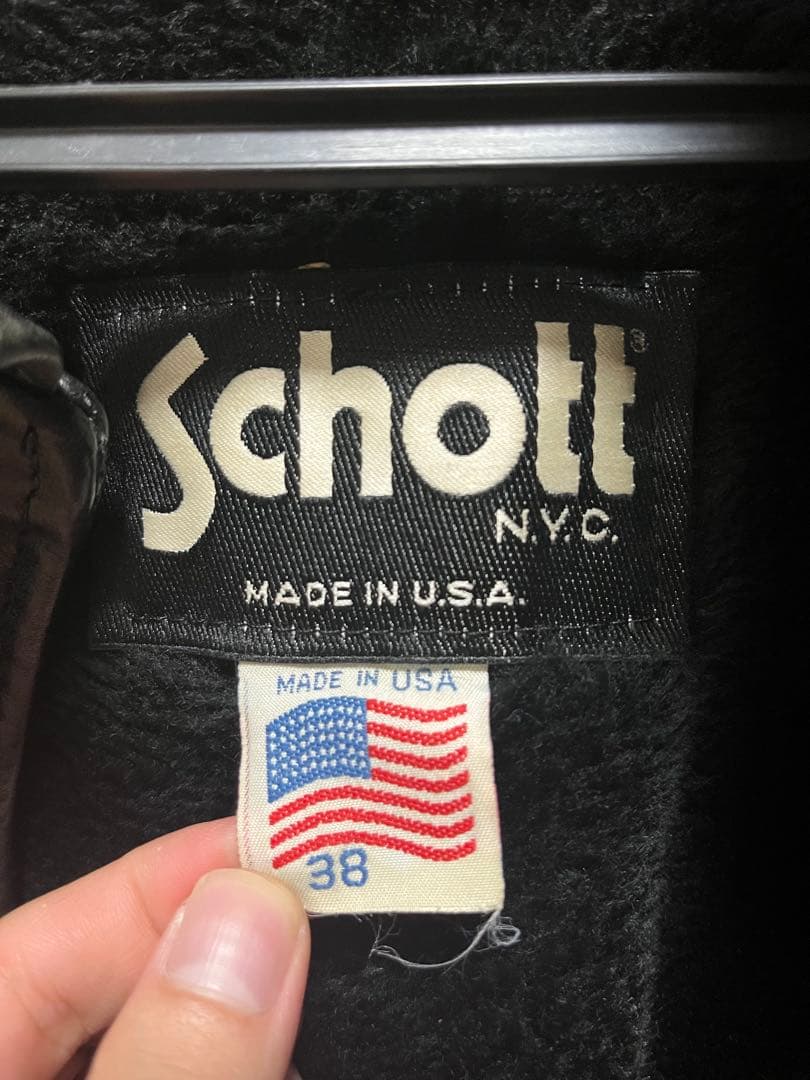 Schott®
N.Y.C.
MADE IN U.S.A.
MADE IN USA
38